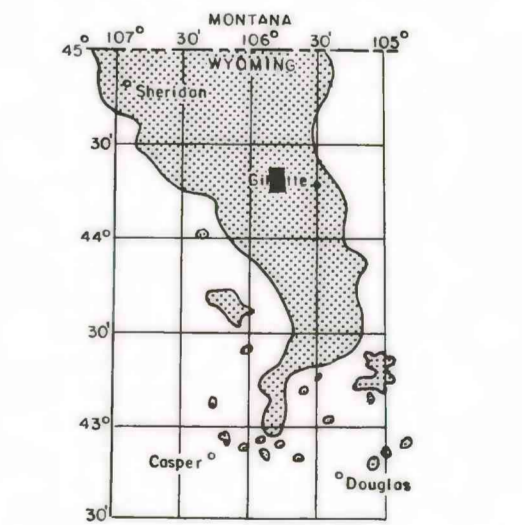 MONTANA
107° 30' 106° 30' 105°
45°
WYOMING
Sheridan
30'
44°
30'
43°
Casper
Douglas
30'